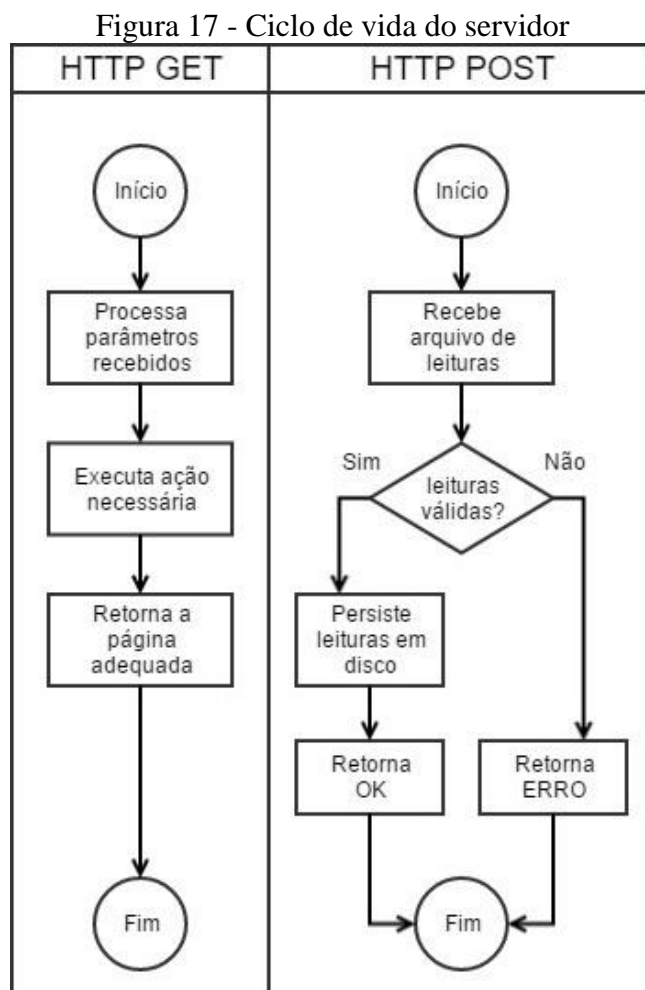 Figura 17 - Ciclo de vida do servidor
HTTP GET
HTTP POST
Início
Processa
parâmetros
recebidos
Executa ação
necessária
Retorna a
página
adequada
Fim
Início
Recebe
arquivo de
leituras
leituras
válidas?
Sim
Não
Persiste
leituras em
disco
Retorna
OK
Retorna
ERRO
Fim